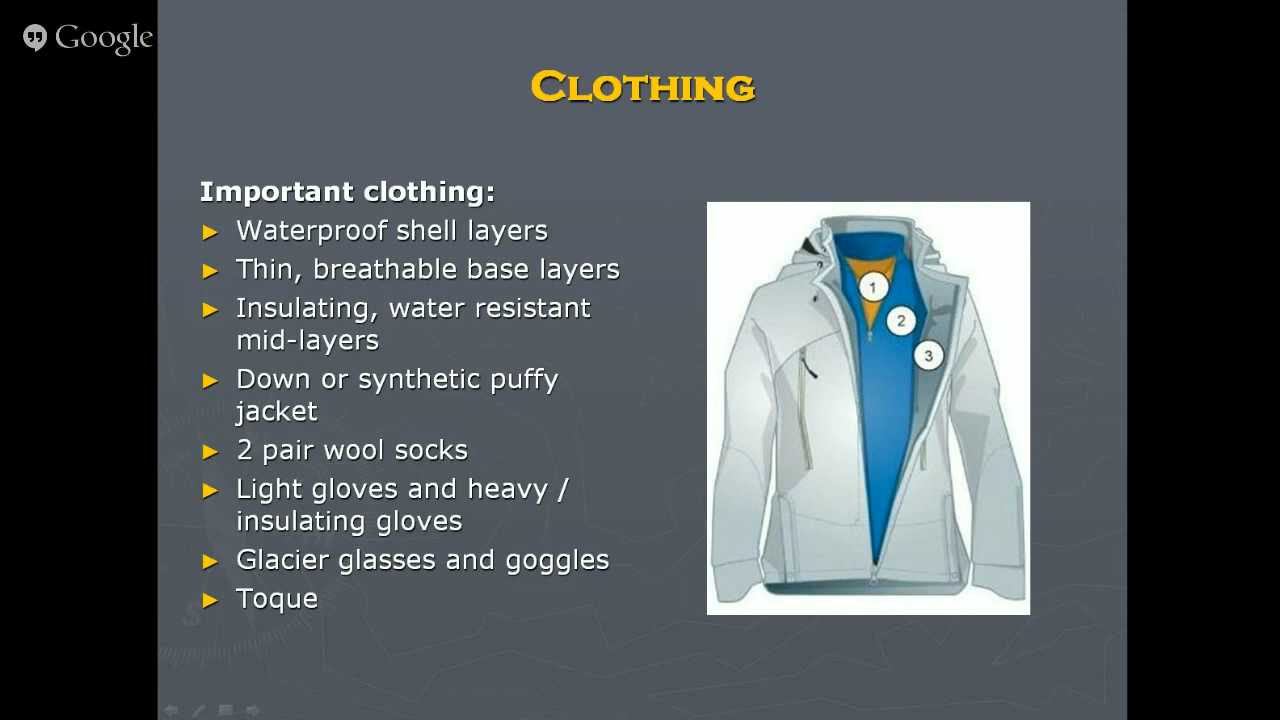 Google
Clothing
Important clothing:
► Waterproof shell layers
► Thin, breathable base layers
► Insulating, water resistant
mid-layers
► Down or synthetic puffy
jacket
► 2 pair wool socks
► Light gloves and heavy /
insulating gloves
► Glacier glasses and goggles
► Toque
1
2
3
S